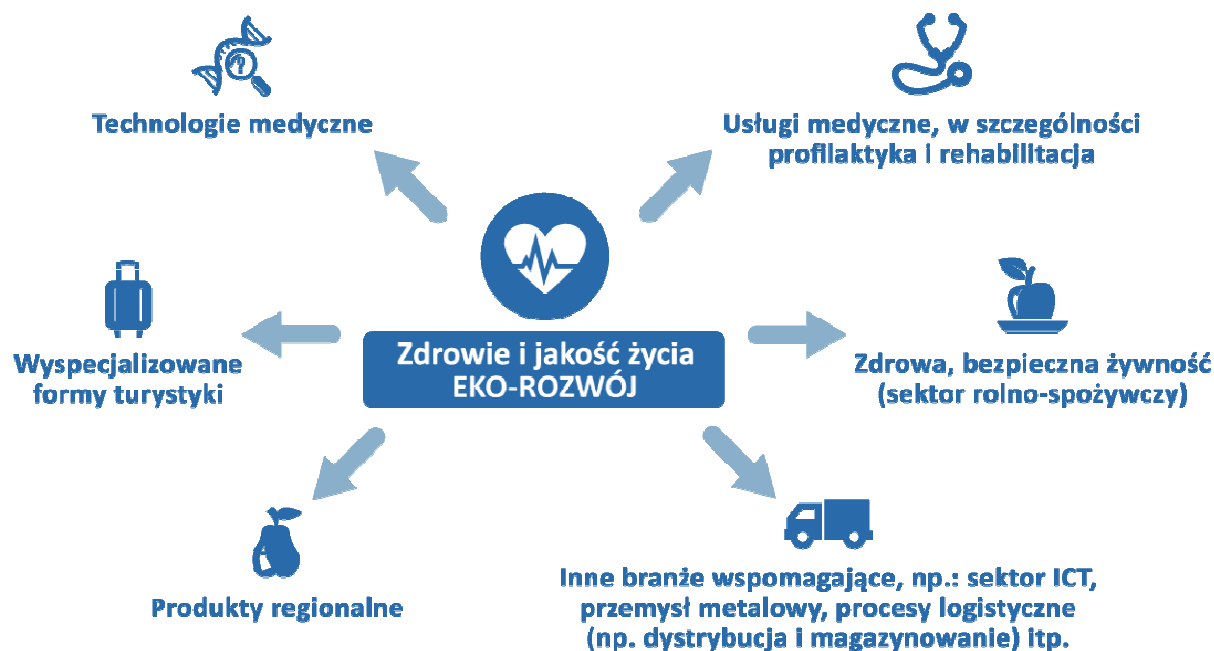 Technologie medyczne
Usługi medyczne, w szczególności
profilaktyka i rehabilitacja
Zdrowie i jakość życia
EKO-ROZWÓJ
Wyspecjalizowane
formy turystyki
Zdrowa, bezpieczna żywność
(sektor rolno-spożywczy)
Produkty regionalne
Inne branże wspomagające, np.: sektor ICT,
przemysł metalowy, procesy logistyczne
(np. dystrybucja i magazynowanie) itp.